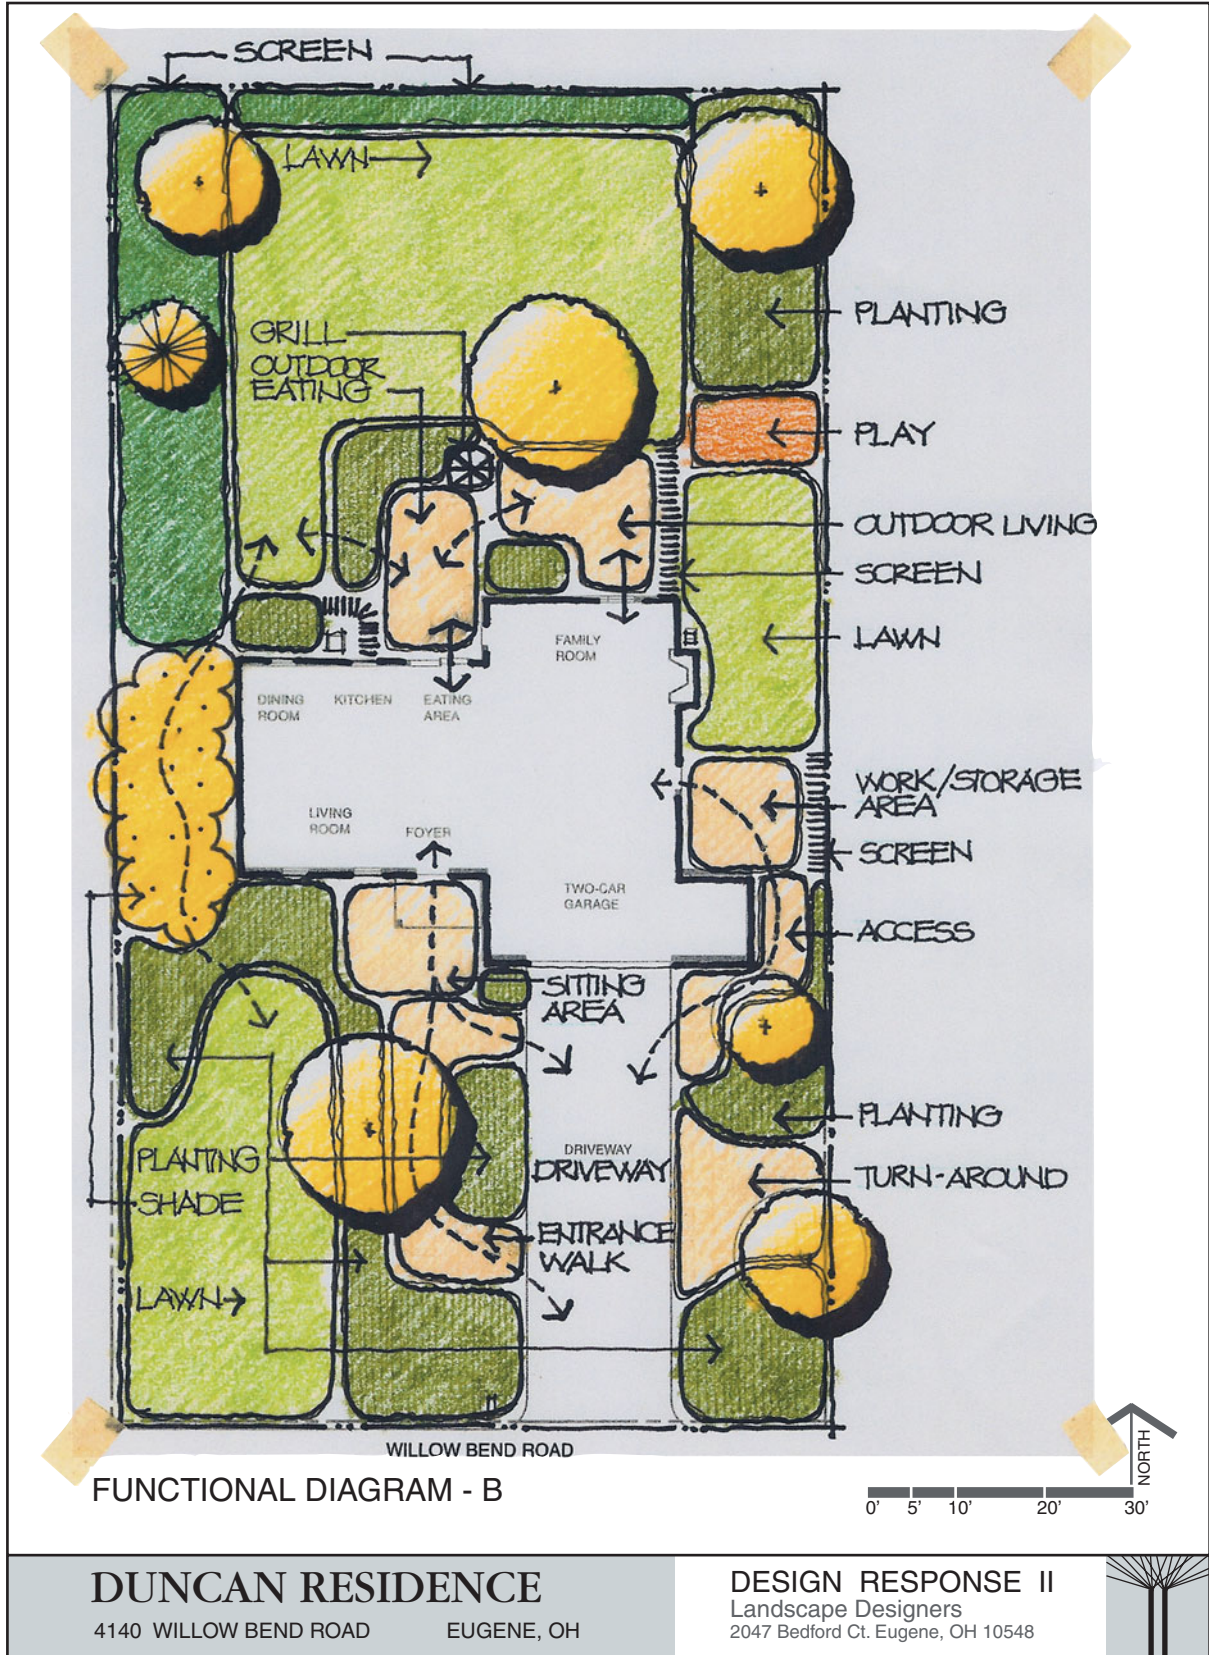 SCREEN
LAWN
GRILL
OUTDOOR
EATING
PLANTING
PLAY
OUTDOOR LIVING
SCREEN
LAWN
FAMILY
ROOM
DINING
ROOM
KITCHEN
EATING
AREA
WORK/STORAGE
AREA
LIVING
ROOM
FOYER
SCREEN
TWO-CAR
GARAGE
ACCESS
SITTING
AREA
PLANTING
DRIVEWAY
DRIVEWAY
PLANTING
SHADE
TURN-AROUND
ENTRANCE
WALK
LAWN
WILLOW BEND ROAD
NORTH
FUNCTIONAL DIAGRAM - B
0' 5' 10' 20' 30'
DUNCAN RESIDENCE
4140 WILLOW BEND ROAD EUGENE, OH
DESIGN RESPONSE II
Landscape Designers
2047 Bedford Ct. Eugene, OH 10548